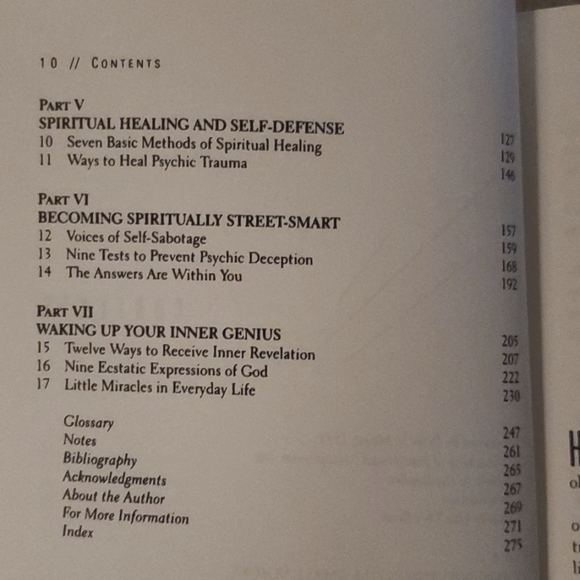 10 // CONTENTS
PART V
SPIRITUAL HEALING AND SELF-DEFENSE 127
10 Seven Basic Methods of Spiritual Healing 129
11 Ways to Heal Psychic Trauma 146
PART VI
BECOMING SPIRITUALLY STREET-SMART 157
12 Voices of Self-Sabotage 159
13 Nine Tests to Prevent Psychic Deception 168
14 The Answers Are Within You 192
PART VII
WAKING UP YOUR INNER GENIUS 205
15 Twelve Ways to Receive Inner Revelation 207
16 Nine Ecstatic Expressions of God 222
17 Little Miracles in Everyday Life 230
Glossary 247
Notes 261
Bibliography 265
Acknowledgments 267
About the Author 269
For More Information 271
Index 275